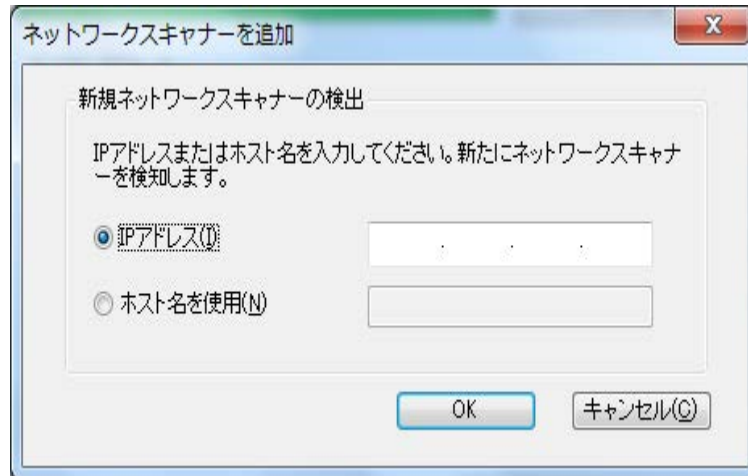 ネットワークスキャナーを追加
新規ネットワークスキャナーの検出
IPアドレスまたはホスト名を入力してください。新たにネットワークスキャナ
ーを検知します。
IPアドレス(I)
ホスト名を使用(N)
OK
キャンセル(C)